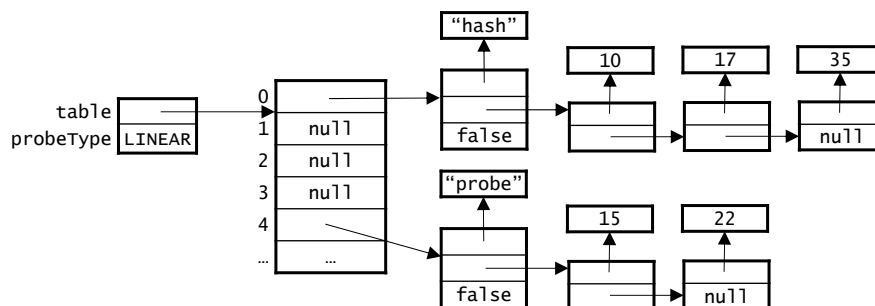 “hash”
10 17 35
table
probeType LINEAR
0
1 null
2 null
3 null
4
... ...
false
null
“probe”
15 22
false
null